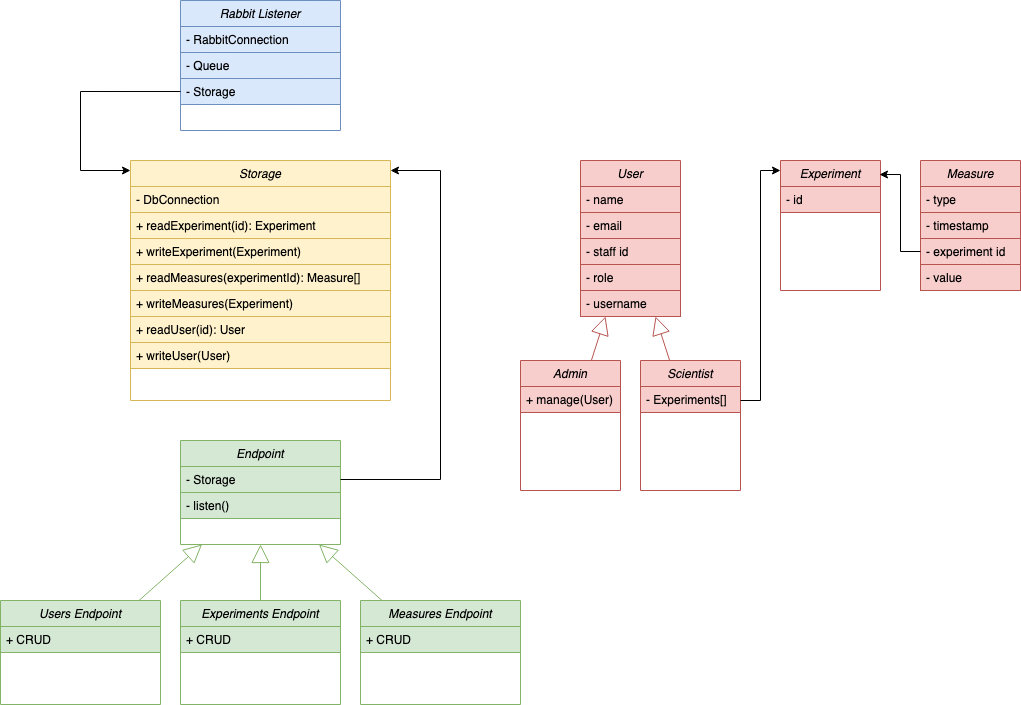 Rabbit Listener
- RabbitConnection
- Queue
- Storage
Storage
- DbConnection
+ readExperiment(id): Experiment
+ writeExperiment(Experiment)
+ readMeasures(experimentId): Measure[]
+ writeMeasures(Experiment)
+ readUser(id): User
+ writeUser(User)
User
- name
- email
- staff id
- role
- username
Experiment
- id
Measure
- type
- timestamp
- experiment id
- value
Admin
+ manage(User)
Scientist
- Experiments[]
Endpoint
- Storage
- listen()
Users Endpoint
+ CRUD
Experiments Endpoint
+ CRUD
Measures Endpoint
+ CRUD